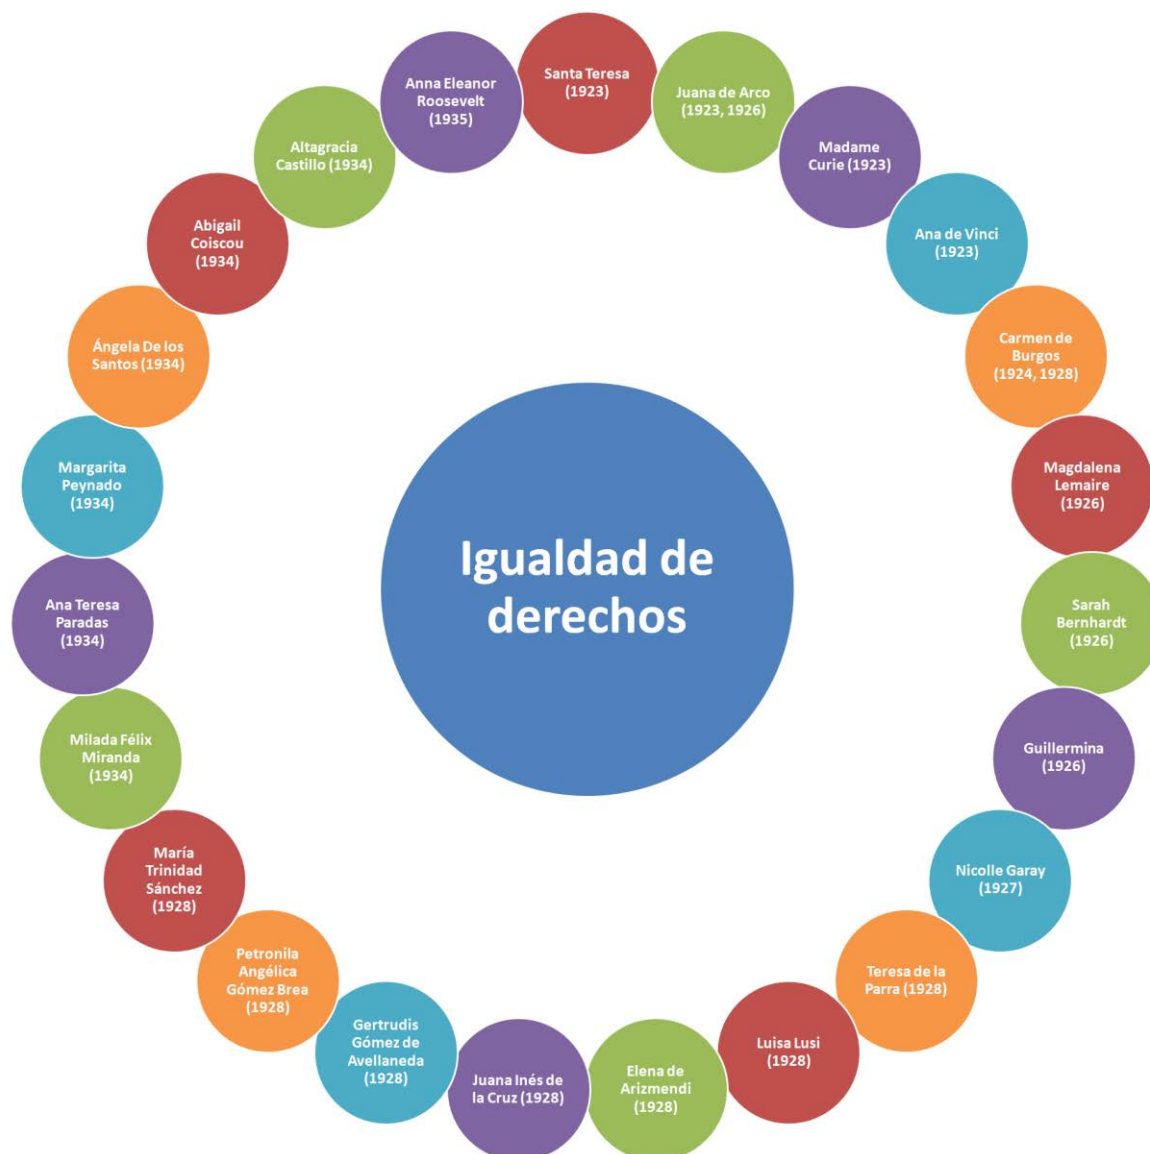 Santa Teresa
(1923)
Juana de Arco
(1923, 1926)
Madame
Curie (1923)
Ana de Vinci
(1923)
Carmen de
Burgos
(1924, 1928)
Magdalena
Lemaire
(1926)
Sarah
Bernhardt
(1926)
Guillermina
(1926)
Nicolle Garay
(1927)
Teresa de la
Parra (1928)
Luisa Lusi
(1928)
Elena de
Arizmendi
(1928)
Juana Inés de
la Cruz (1928)
Gertrudis
Gómez de
Avellaneda
(1928)
Petronila
Angélica
Gómez Brea
(1928)
María
Trinidad
Sánchez
(1928)
Milada Félix
Miranda
(1934)
Ana Teresa
Paradas
(1934)
Margarita
Peynado
(1934)
Ángela De los
Santos (1934)
Abigail
Coiscou
(1934)
Altagracia
Castillo (1934)
Anna Eleanor
Roosevelt
(1935)
Igualdad de
derechos